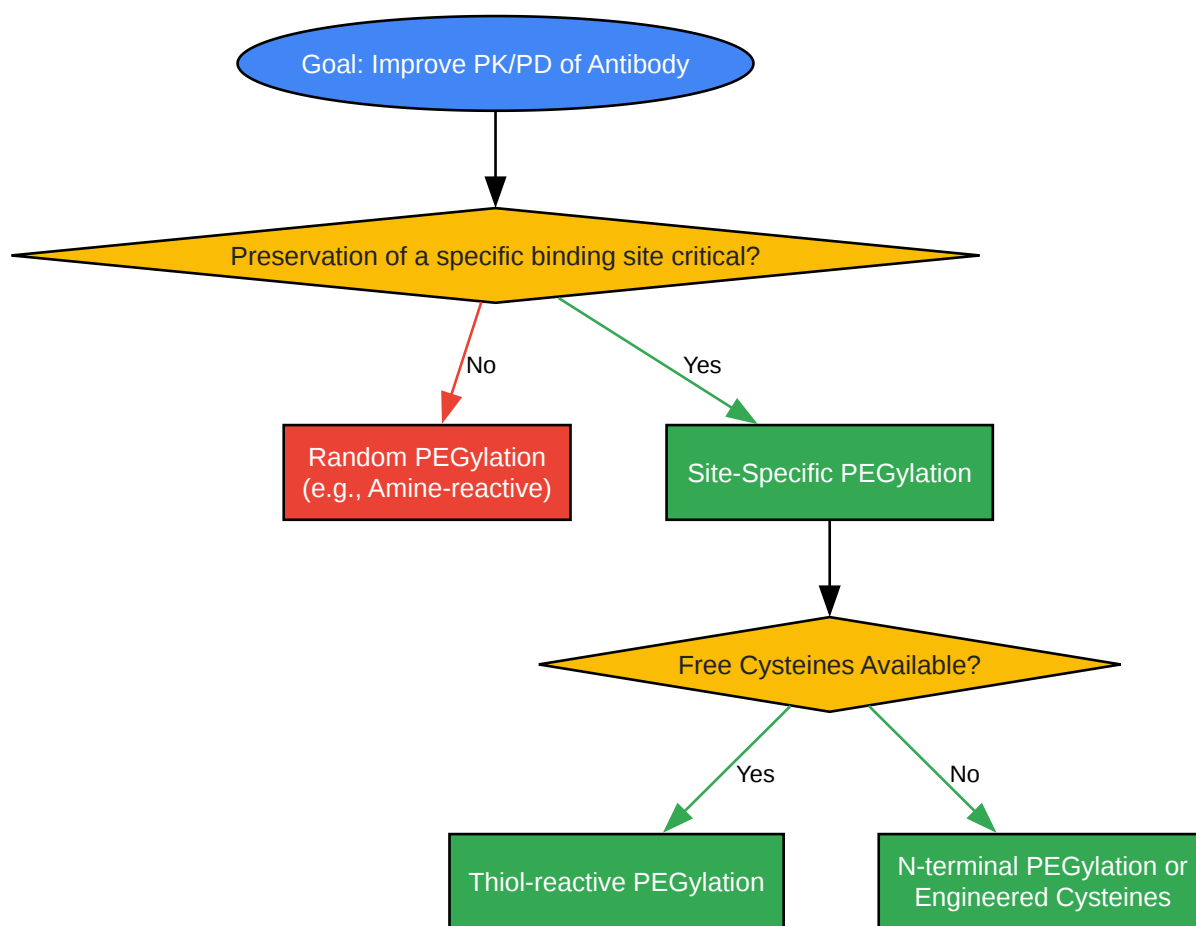 Goal: Improve PK/PD of Antibody
Preservation of a specific binding site critical?
No
Yes
Random PEGylation
(e.g., Amine-reactive)
Site-Specific PEGylation
Free Cysteines Available?
Yes
No
Thiol-reactive PEGylation
N-terminal PEGylation or
Engineered Cysteines